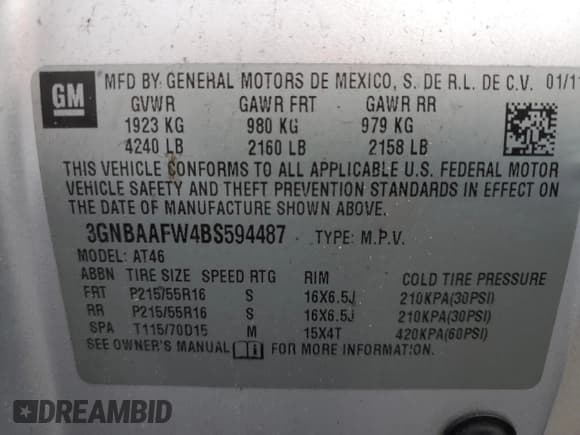 GM
MFD BY GENERAL MOTORS DE MEXICO, S. DE R.L. DE C.V. 01/11
GVWR GAWR FRT GAWR RR
1923 KG 980 KG 979 KG
4240 LB 2160 LB 2158 LB
THIS VEHICLE CONFORMS TO ALL APPLICABLE U.S. FEDERAL MOTOR
VEHICLE SAFETY AND THEFT PREVENTION STANDARDS IN EFFECT ON
THE DATE OF MANUFACTURE SHOWN ABOVE.
3GNBAAFW4BS594487 TYPE: M.P.V.
MODEL: AT46
ABBN TIRE SIZE SPEED RTG RIM COLD TIRE PRESSURE
FRT P215/55R16 S 16X6.5J 210KPA(30PSI)
RR P215/55R16 S 16X6.5J 210KPA(30PSI)
SPA T115/70D15 M 15X4T 420KPA(60PSI)
SEE OWNER'S MANUAL FOR MORE INFORMATION.
DREAMBID